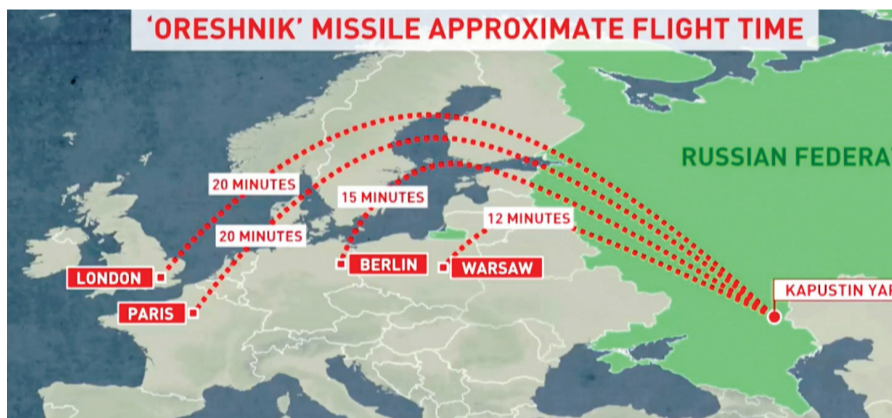 'ORESHNIK' MISSILE APPROXIMATE FLIGHT TIME
RUSSIAN FEDERA
20 MINUTES
15 MINUTES
12 MINUTES
20 MINUTES
BERLIN
WARSAW
LONDON
KAPUSTIN YAR
PARIS